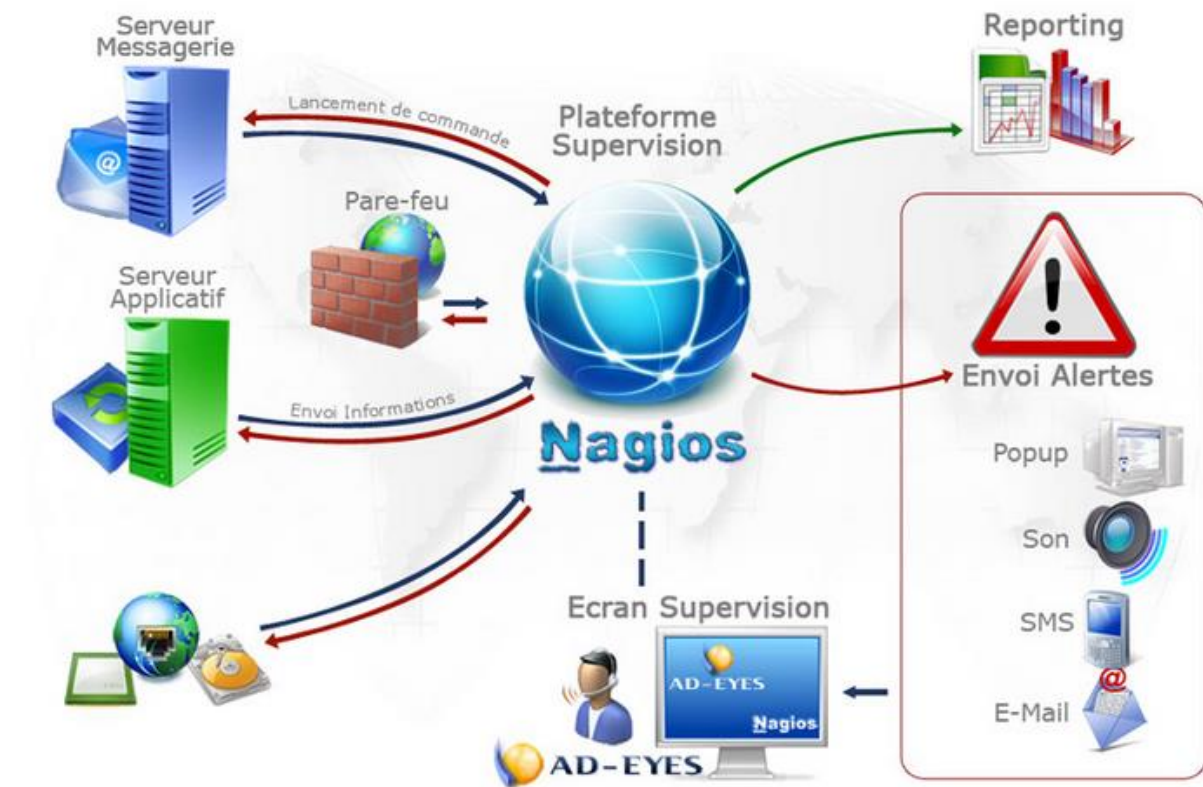 Serveur
Messagerie
Reporting
Lancement de commande
Plateforme
Supervision
Pare-feu
Serveur
Applicatif
Envoi Alertes
Envoi Informations
Nagios
Popup
Son
Ecran Supervision
SMS
AD-EYES
Nagios
E-Mail
AD-EYES